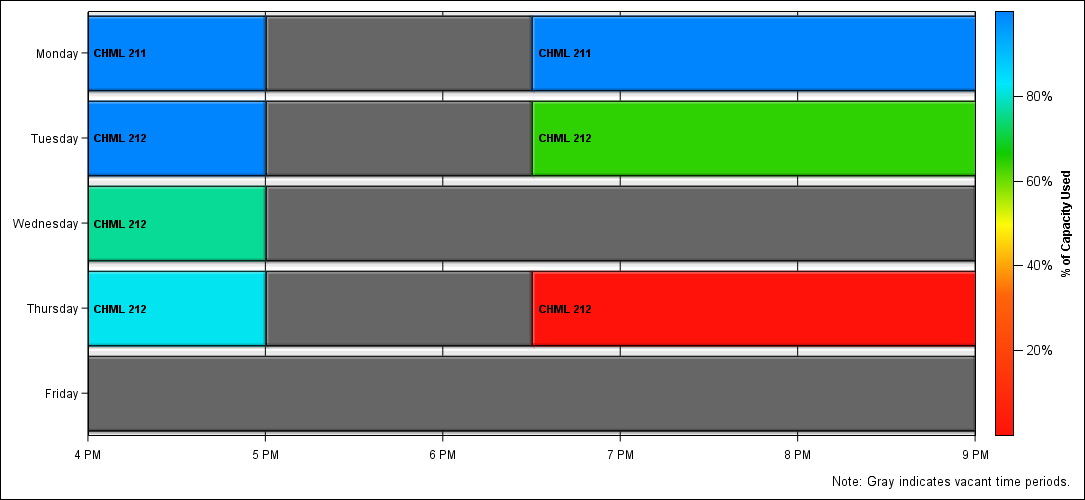 Monday
CHML 211
CHML 211
Tuesday
CHML 212
CHML 212
Wednesday
CHML 212
Thursday
CHML 212
CHML 212
Friday
4 PM
5 PM
6 PM
7 PM
8 PM
9 PM
80%
60%
40%
20%
% of Capacity Used
Note: Gray indicates vacant time periods.